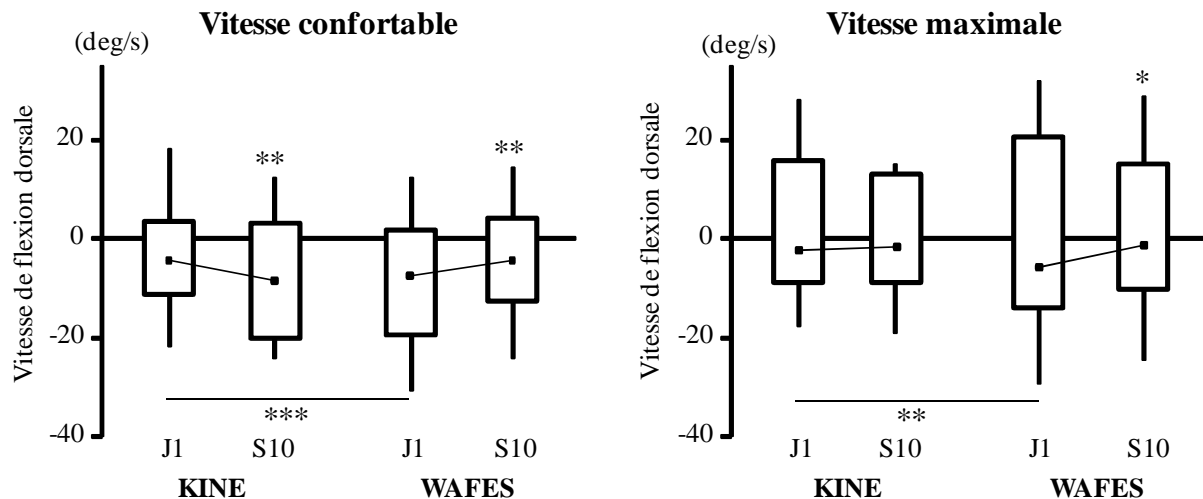 Vitesse confortable
(deg/s)
Vitesse de flexion dorsale
20
0
-20
-40
**
**
***
J1 S10 J1 S10
KINE WAFES
Vitesse maximale
(deg/s)
Vitesse de flexion dorsale
20
0
-20
-40
*
**
J1 S10 J1 S10
KINE WAFES